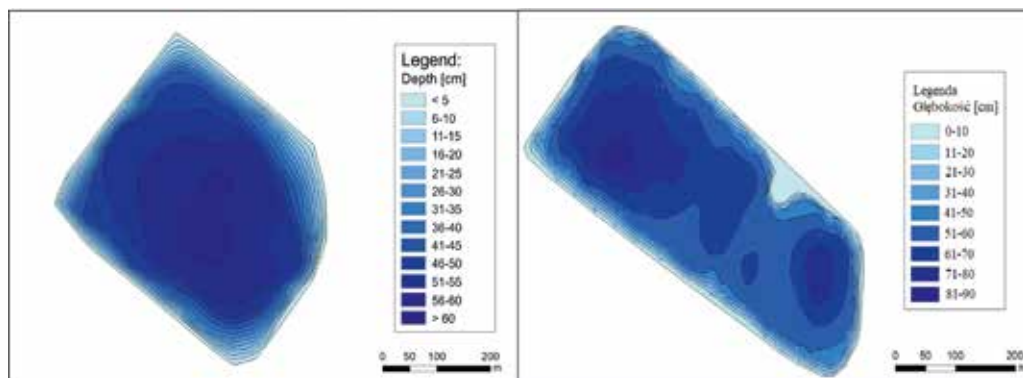 Legend:
Depth [cm]
< 5
6-10
11-15
16-20
21-25
26-30
31-35
36-40
41-45
46-50
51-55
56-60
> 60
0 50 100 200
m
Legenda
Głębokość [cm]
0-10
11-20
21-30
31-40
41-50
51-60
61-70
71-80
81-90
0 50 100 200
m